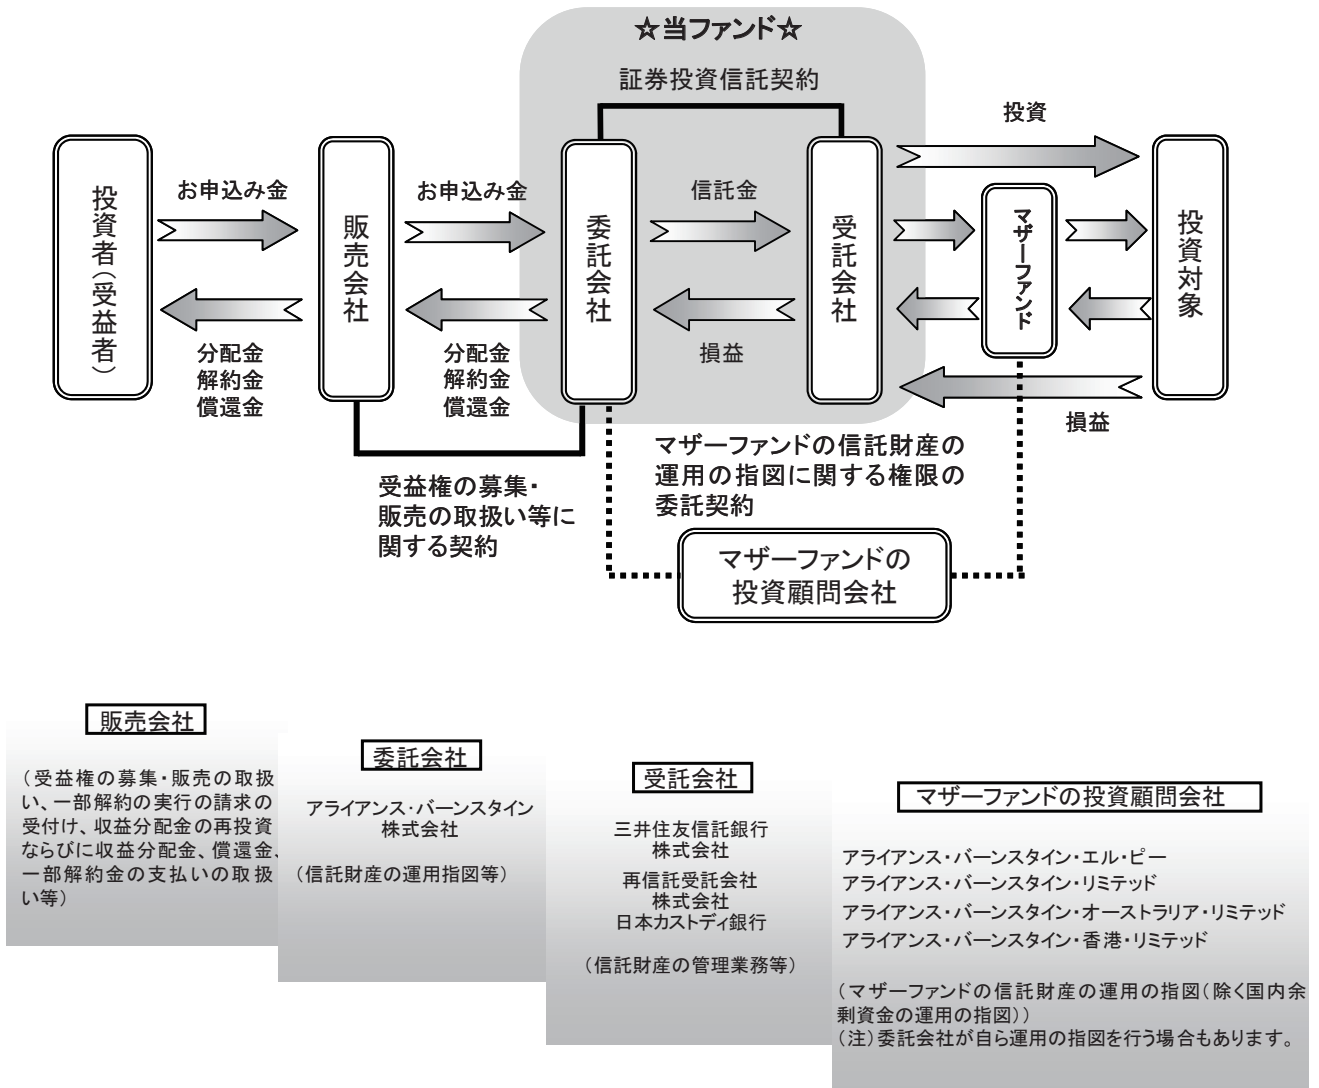 ☆当ファンド☆
証券投資信託契約
投資
投資者（受益者）
お申込み金
販売会社
お申込み金
委託会社
信託金
受託会社
マザーファンド
投資対象
分配金
解約金
償還金
分配金
解約金
償還金
損益
損益
受益権の募集・
販売の取扱い等に
関する契約
マザーファンドの信託財産の
運用の指図に関する権限の
委託契約
マザーファンドの
投資顧問会社
販売会社
（受益権の募集・販売の取扱
い、一部解約の実行の請求の
受付け、収益分配金の再投資
ならびに収益分配金、償還金、
一部解約金の支払いの取扱
い等）
委託会社
アライアンス・バーンスタイン
株式会社
（信託財産の運用指図等）
受託会社
三井住友信託銀行
株式会社
再信託受託会社
株式会社
日本カストディ銀行
（信託財産の管理業務等）
マザーファンドの投資顧問会社
アライアンス・バーンスタイン・エル・ピー
アライアンス・バーンスタイン・リミテッド
アライアンス・バーンスタイン・オーストラリア・リミテッド
アライアンス・バーンスタイン・香港・リミテッド
（マザーファンドの信託財産の運用の指図（除く国内余
剰資金の運用の指図））
（注）委託会社が自ら運用の指図を行う場合もあります。